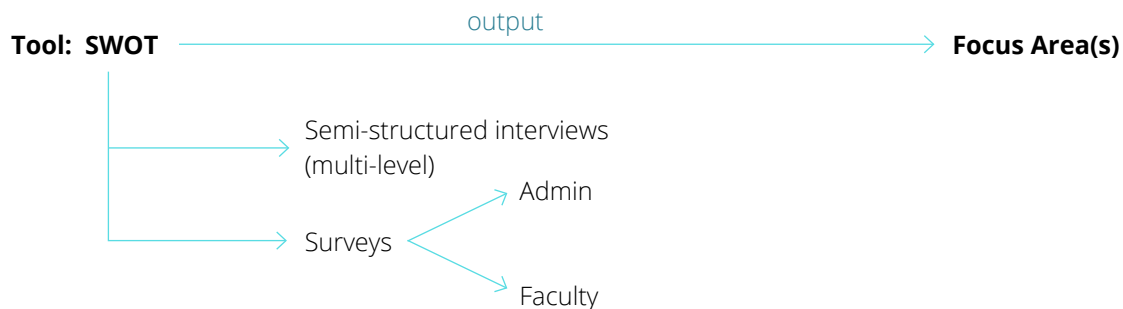 output
Tool: SWOT
Focus Area(s)
Semi-structured interviews
(multi-level)
Admin
Surveys
Faculty